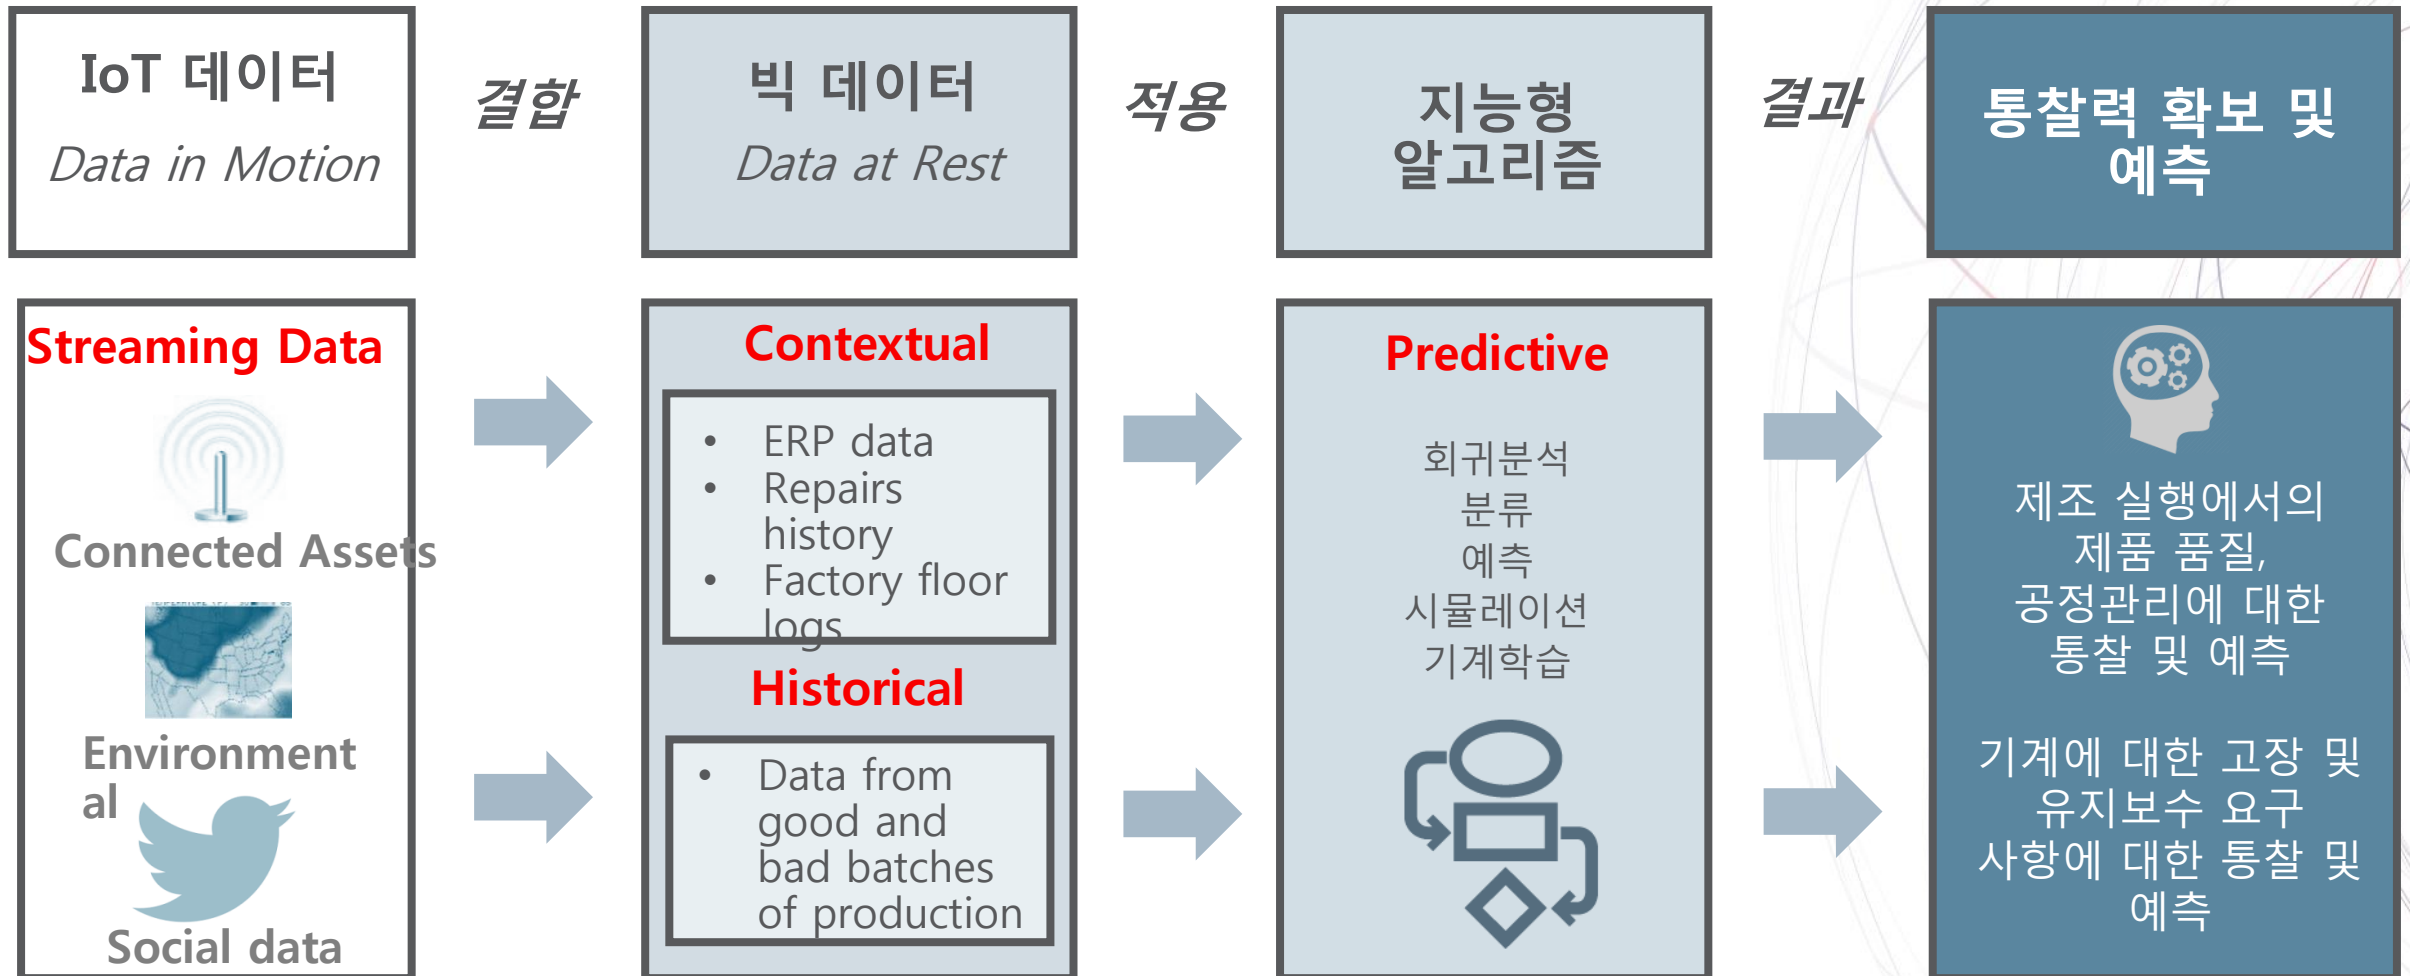 IoT 데이터
Data in Motion
결합
빅 데이터
Data at Rest
적용
지능형
알고리즘
결과
통찰력 확보 및
예측
Streaming Data
Connected Assets
Environment
al
Social data
Contextual
• ERP data
• Repairs
history
• Factory floor
logs
Historical
• Data from
good and
bad batches
of production
Predictive
회귀분석
분류
예측
시뮬레이션
기계학습
제조 실행에서의
제품 품질,
공정관리에 대한
통찰 및 예측
기계에 대한 고장 및
유지보수 요구
사항에 대한 통찰 및
예측